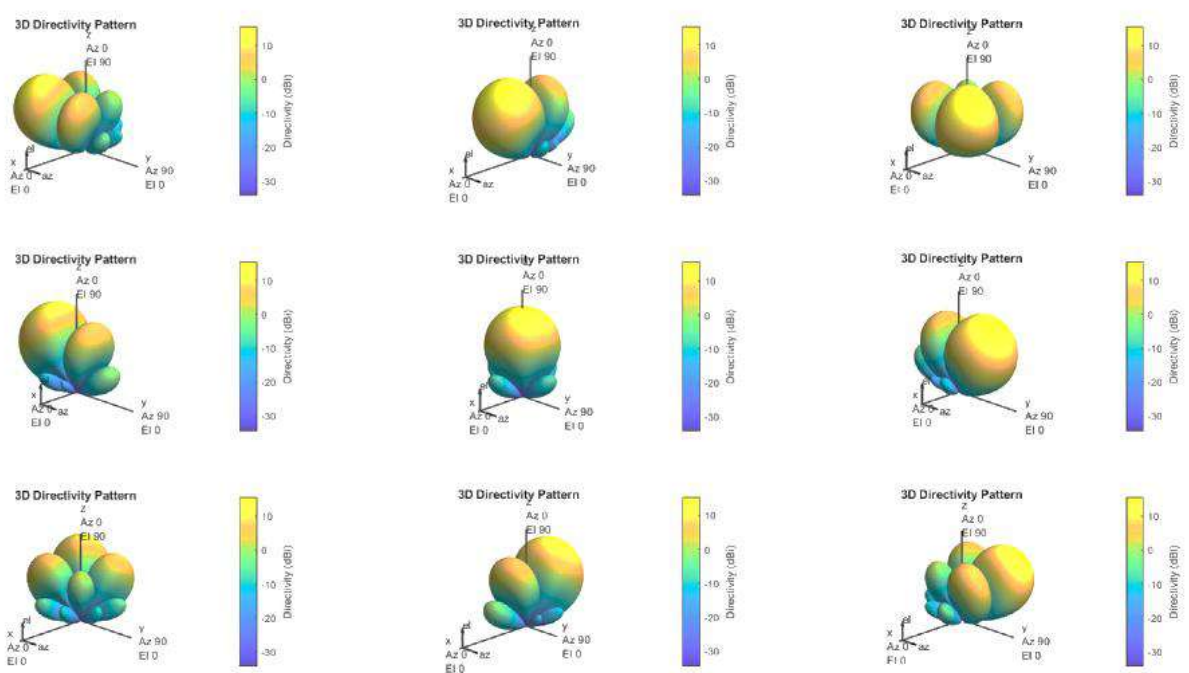 3D Directivity Pattern
z
Az 0
El 90
x
el
Az 0
az
El 0
y
Az 90
El 0
10
0
-10
-20
-30
Directivity (dBi)
3D Directivity Pattern
Az 0
El 90
x
el
Az 0
az
El 0
y
Az 90
El 0
10
0
-10
-20
-30
Directivity (dBi)
3D Directivity Pattern
z
Az 0
El 90
x
el
Az 0
az
El 0
y
Az 90
El 0
10
0
-10
-20
-30
Directivity (dBi)
3D Directivity Pattern
z
Az 0
El 90
x
el
Az 0
az
El 0
y
Az 90
El 0
10
0
-10
-20
-30
Directivity (dBi)
3D Directivity Pattern
Az 0
El 90
x
el
Az 0
az
El 0
y
Az 90
El 0
10
0
-10
-20
-30
Directivity (dBi)
3D Directivity Pattern
z
Az 0
El 90
x
el
Az 0
az
El 0
y
Az 90
El 0
10
0
-10
-20
-30
Directivity (dBi)
3D Directivity Pattern
z
Az 0
El 90
x
el
Az 0
az
El 0
y
Az 90
El 0
10
0
-10
-20
-30
Directivity (dBi)
3D Directivity Pattern
z
Az 0
El 90
x
el
Az 0
az
El 0
y
Az 90
El 0
10
0
-10
-20
-30
Directivity (dBi)
3D Directivity Pattern
z
Az 0
El 90
x
el
Az 0
az
El 0
y
Az 90
El 0
10
0
-10
-20
-30
Directivity (dBi)